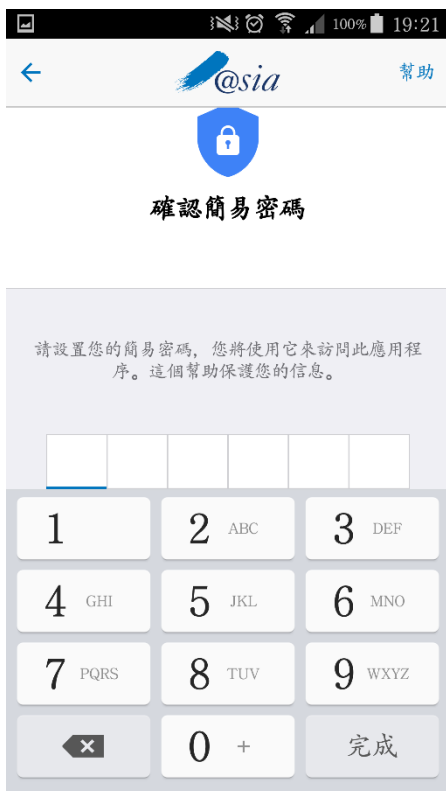 100% 19:21
@sia
幫助
確認簡易密碼
請設置您的簡易密碼，您將使用它來訪問此應用程
序。這個幫助保護您的信息。
1
2 ABC
3 DEF
4 GHI
5 JKL
6 MNO
7 PQRS
8 TUV
9 WXYZ
0 +
完成